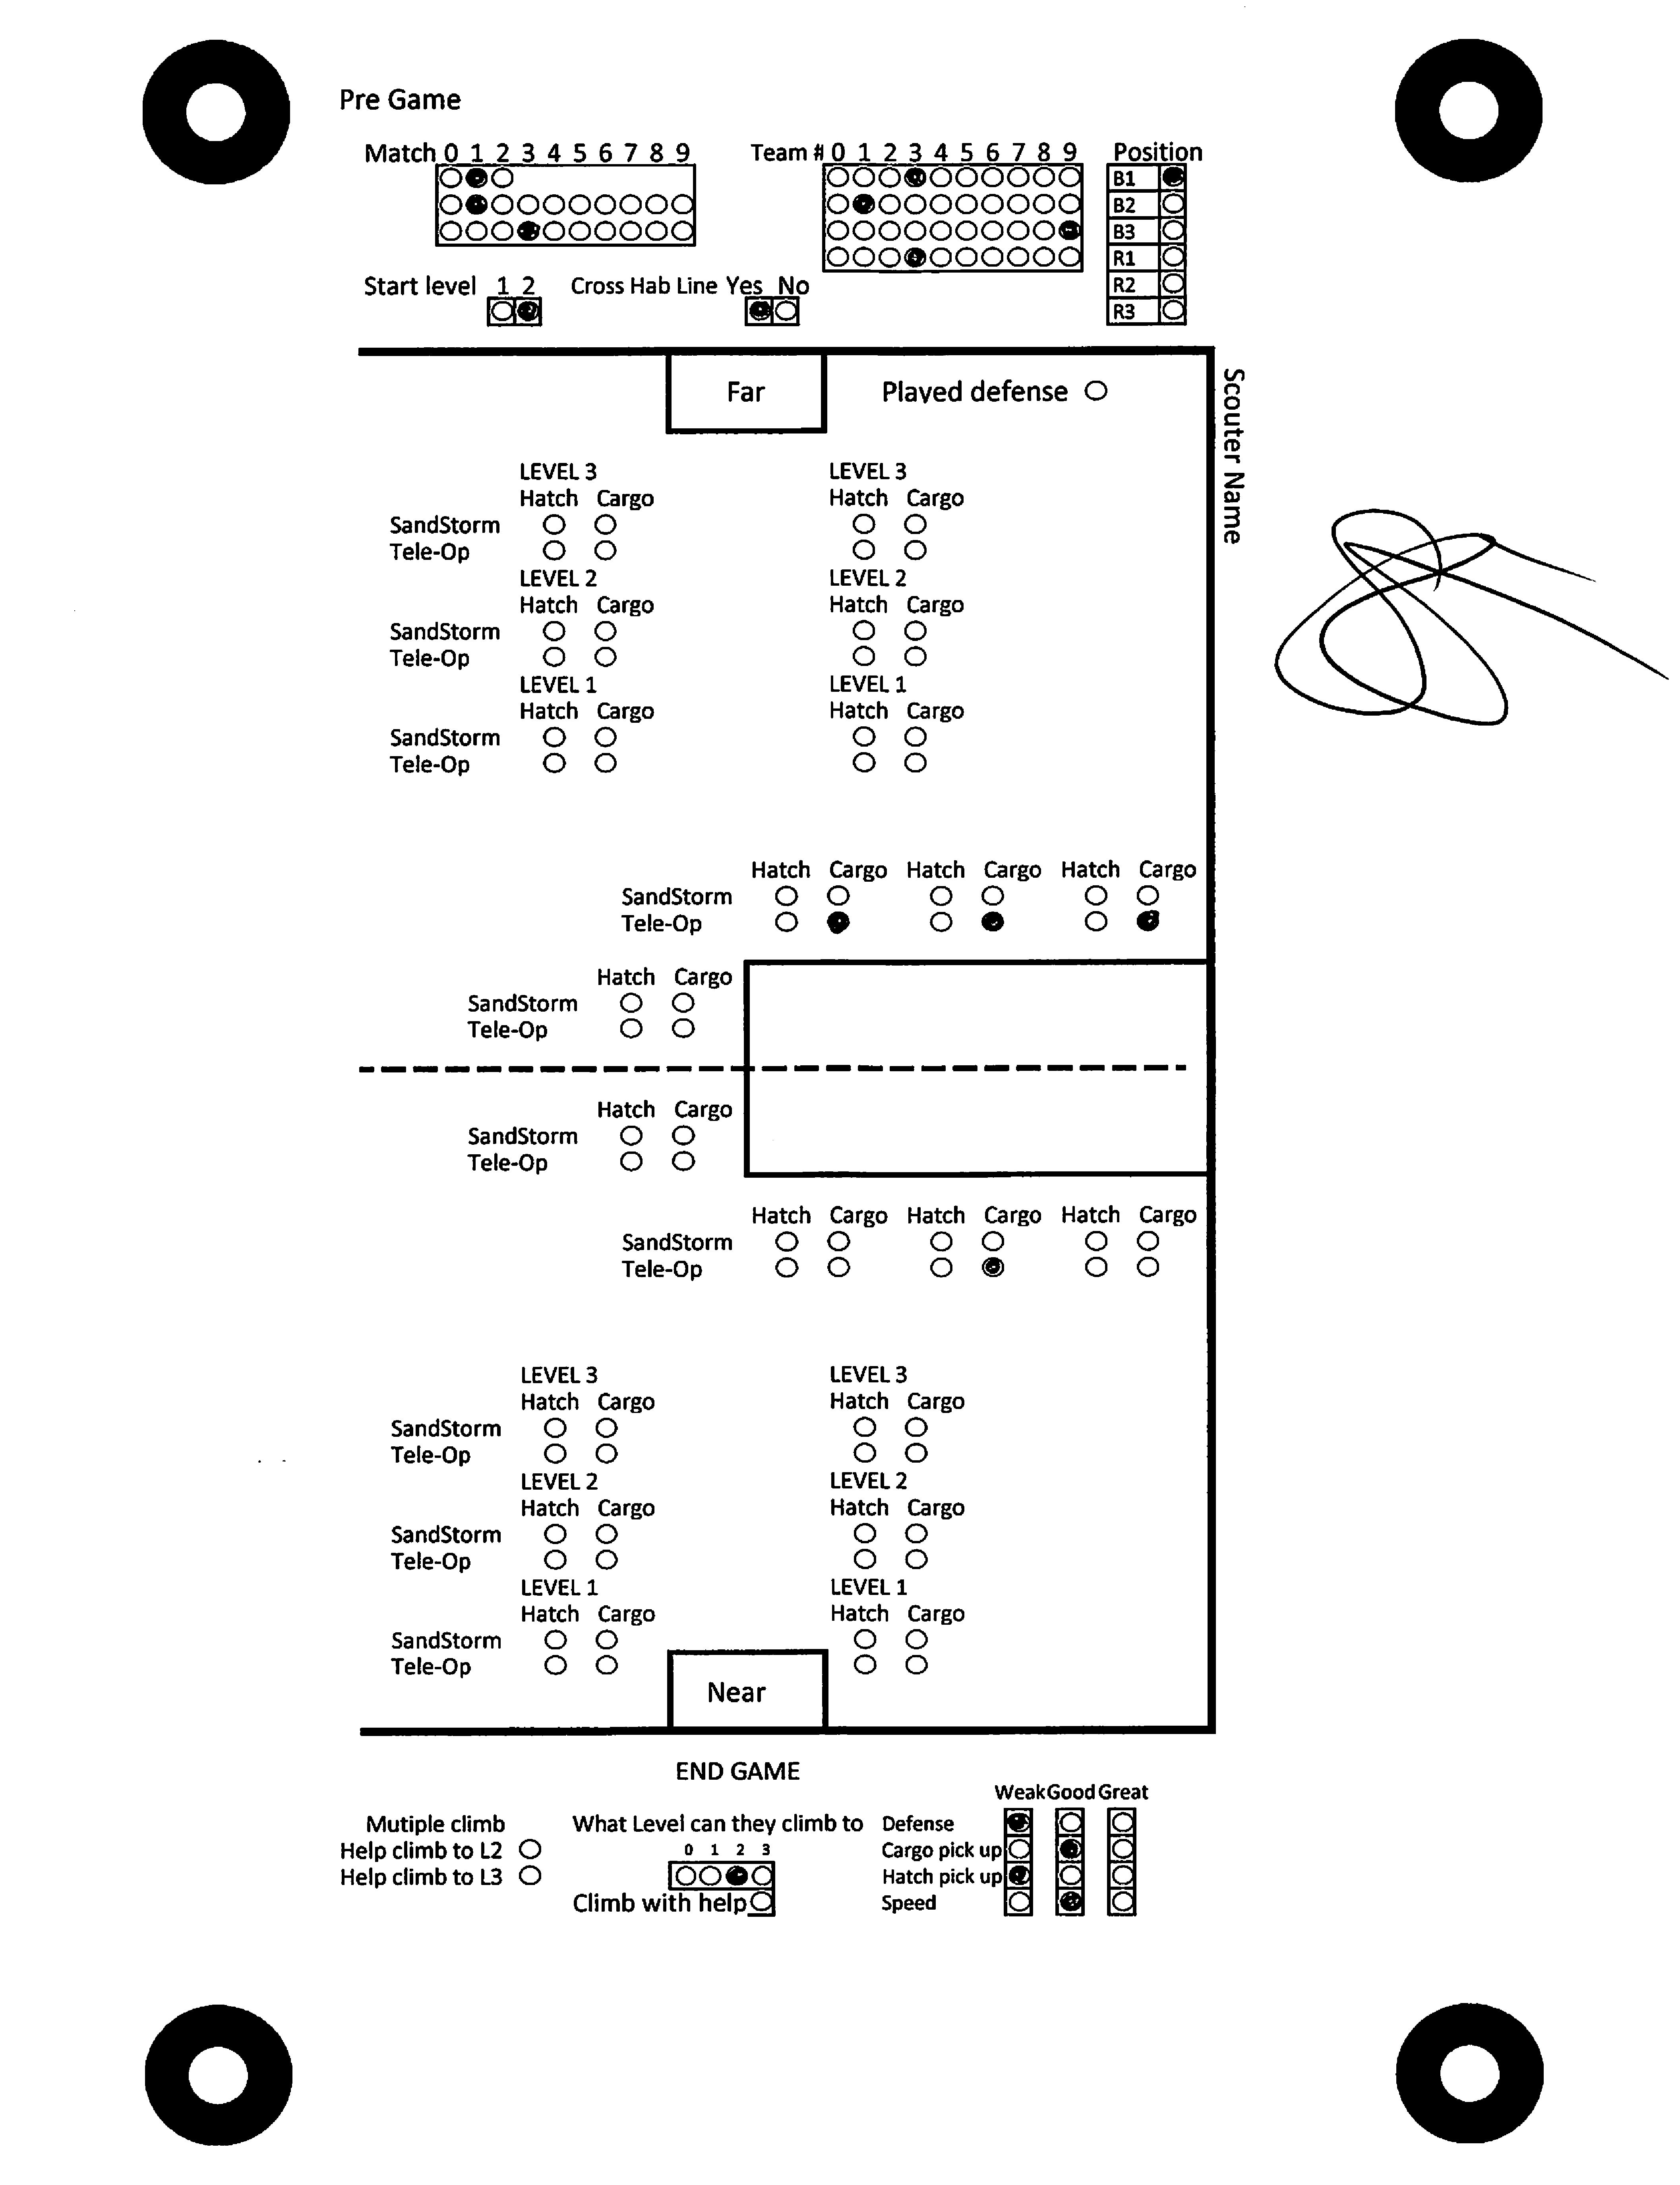 Pre Game
Match 0 1 2 3 4 5 6 7 8 9
Team # 0 1 2 3 4 5 6 7 8 9
Position
B1
B2
B3
R1
R2
R3
Start level 1 2
Cross Hab Line Yes No
Far
Played defense
Scouter Name
LEVEL 3 LEVEL 3
Hatch Cargo Hatch Cargo
SandStorm
Tele-Op
LEVEL 2 LEVEL 2
Hatch Cargo Hatch Cargo
SandStorm
Tele-Op
LEVEL 1 LEVEL 1
Hatch Cargo Hatch Cargo
SandStorm
Tele-Op
Hatch Cargo Hatch Cargo Hatch Cargo
SandStorm
Tele-Op
Hatch Cargo
SandStorm
Tele-Op
Hatch Cargo
SandStorm
Tele-Op
Hatch Cargo Hatch Cargo Hatch Cargo
SandStorm
Tele-Op
LEVEL 3 LEVEL 3
Hatch Cargo Hatch Cargo
SandStorm
Tele-Op
LEVEL 2 LEVEL 2
Hatch Cargo Hatch Cargo
SandStorm
Tele-Op
LEVEL 1 LEVEL 1
Hatch Cargo Hatch Cargo
SandStorm
Tele-Op
Near
END GAME
Mutiple climb
Help climb to L2
Help climb to L3
What Level can they climb to
0 1 2 3
Climb with help
Weak Good Great
Defense
Cargo pick up
Hatch pick up
Speed